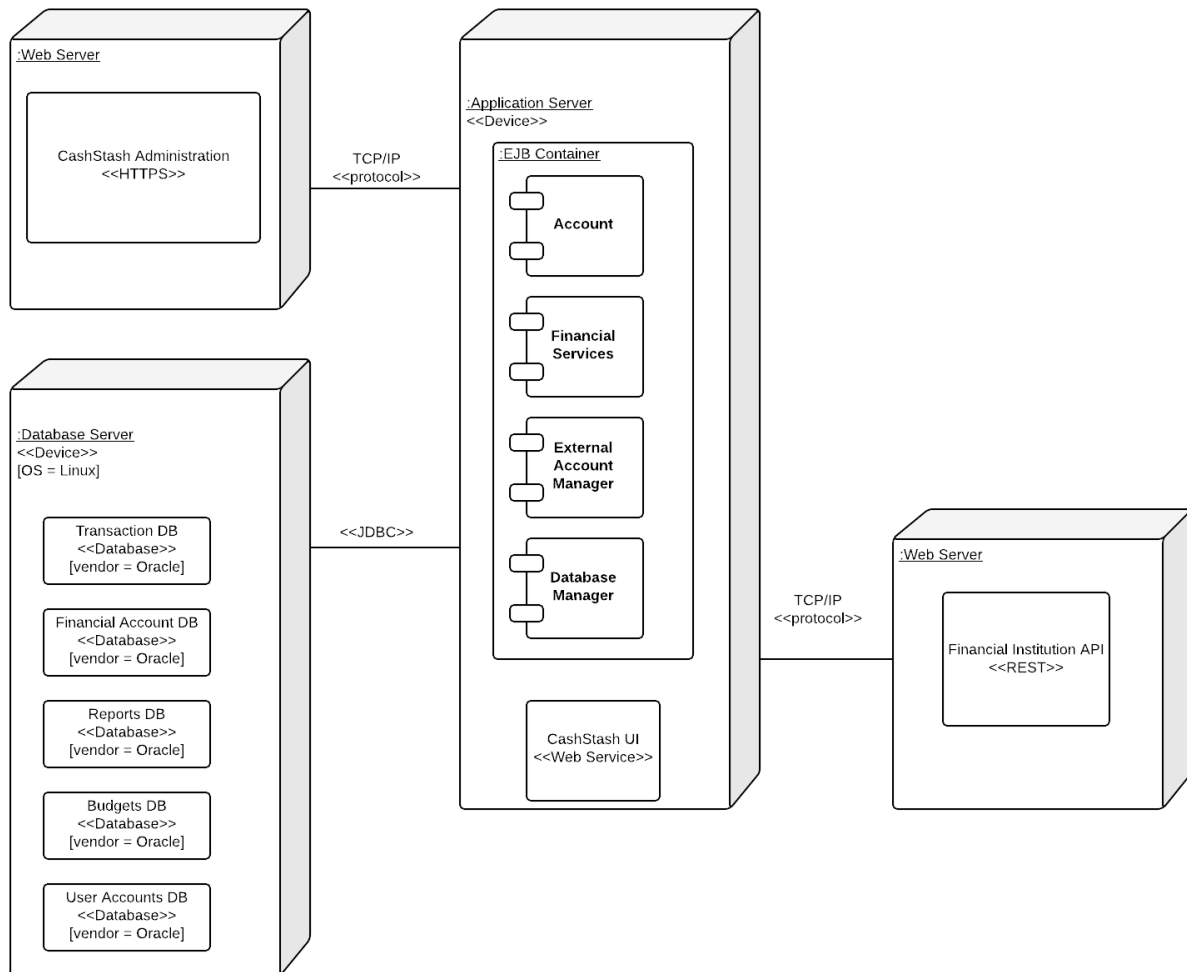 :Web Server
CashStash Administration
<<HTTPS>>
TCP/IP
<<protocol>>
:Application Server
<<Device>>
:EJB Container
Account
Financial
Services
External
Account
Manager
Database
Manager
CashStash UI
<<Web Service>>
:Database Server
<<Device>>
[OS = Linux]
Transaction DB
<<Database>>
[vendor = Oracle]
Financial Account DB
<<Database>>
[vendor = Oracle]
Reports DB
<<Database>>
[vendor = Oracle]
Budgets DB
<<Database>>
[vendor = Oracle]
User Accounts DB
<<Database>>
[vendor = Oracle]
<<JDBC>>
TCP/IP
<<protocol>>
:Web Server
Financial Institution API
<<REST>>